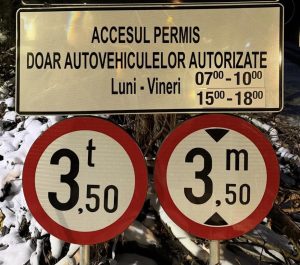 ACCESUL PERMIS
DOAR AUTOVEHICULELOR AUTORIZATE
Luni - Vineri 07⁰⁰-10⁰⁰
15⁰⁰-18⁰⁰
3,50 t
3,50 m